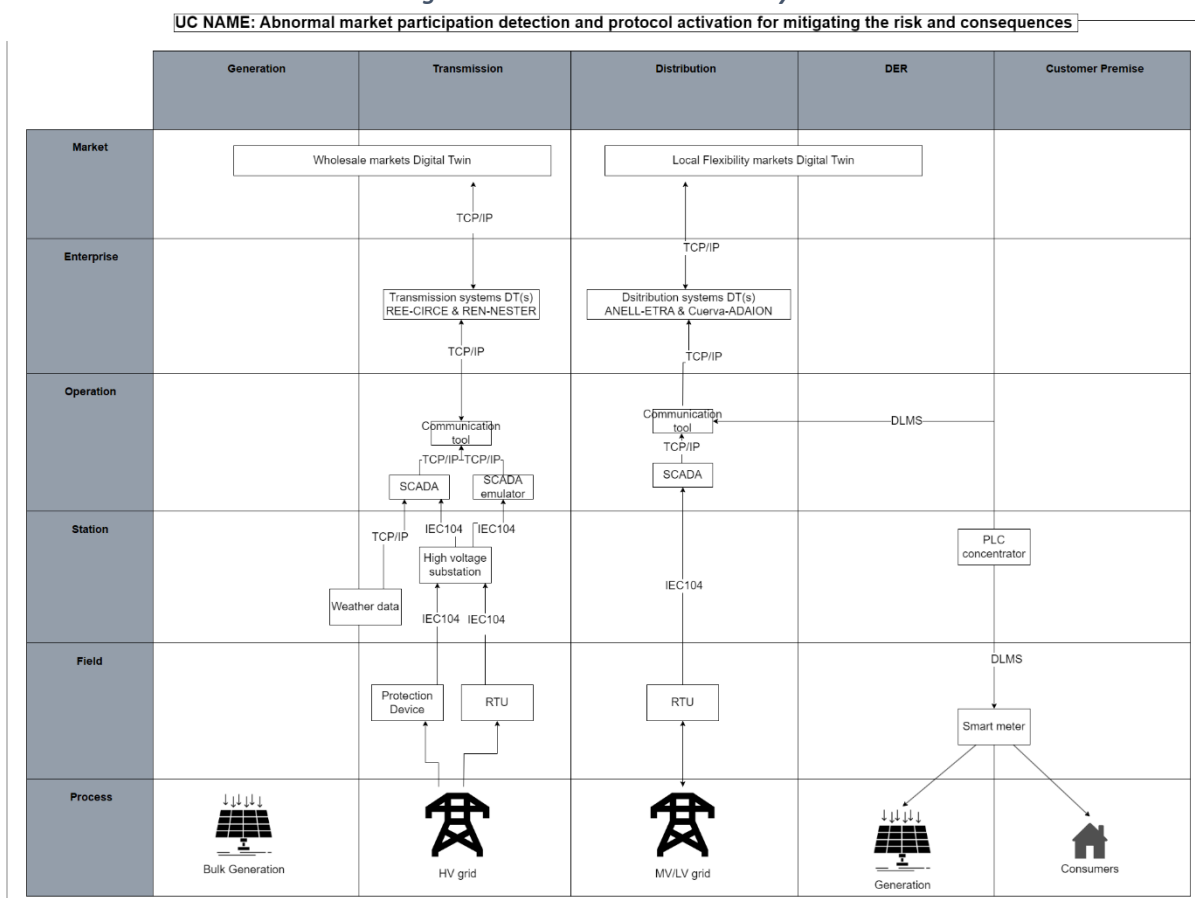 UC NAME: Abnormal market participation detection and protocol activation for mitigating the risk and consequences
Generation
Transmission
Distribution
DER
Customer Premise
Market
Wholesale markets Digital Twin
Local Flexibility markets Digital Twin
TCP/IP
TCP/IP
Enterprise
Transmission systems DT(s)
REE-CIRCE & REN-NESTER
Dsitribution systems DT(s)
ANELL-ETRA & Cuerva-ADAION
TCP/IP
TCP/IP
Operation
Communication
tool
Communication
tool
DLMS
TCP/IP
TCP/IP
TCP/IP
SCADA
SCADA
emulator
SCADA
Station
TCP/IP
IEC104
IEC104
High voltage
substation
PLC
concentrator
IEC104
Weather data
IEC104
IEC104
Field
DLMS
Protection
Device
RTU
RTU
Smart meter
Process
Bulk Generation
HV grid
MV/LV grid
Generation
Consumers